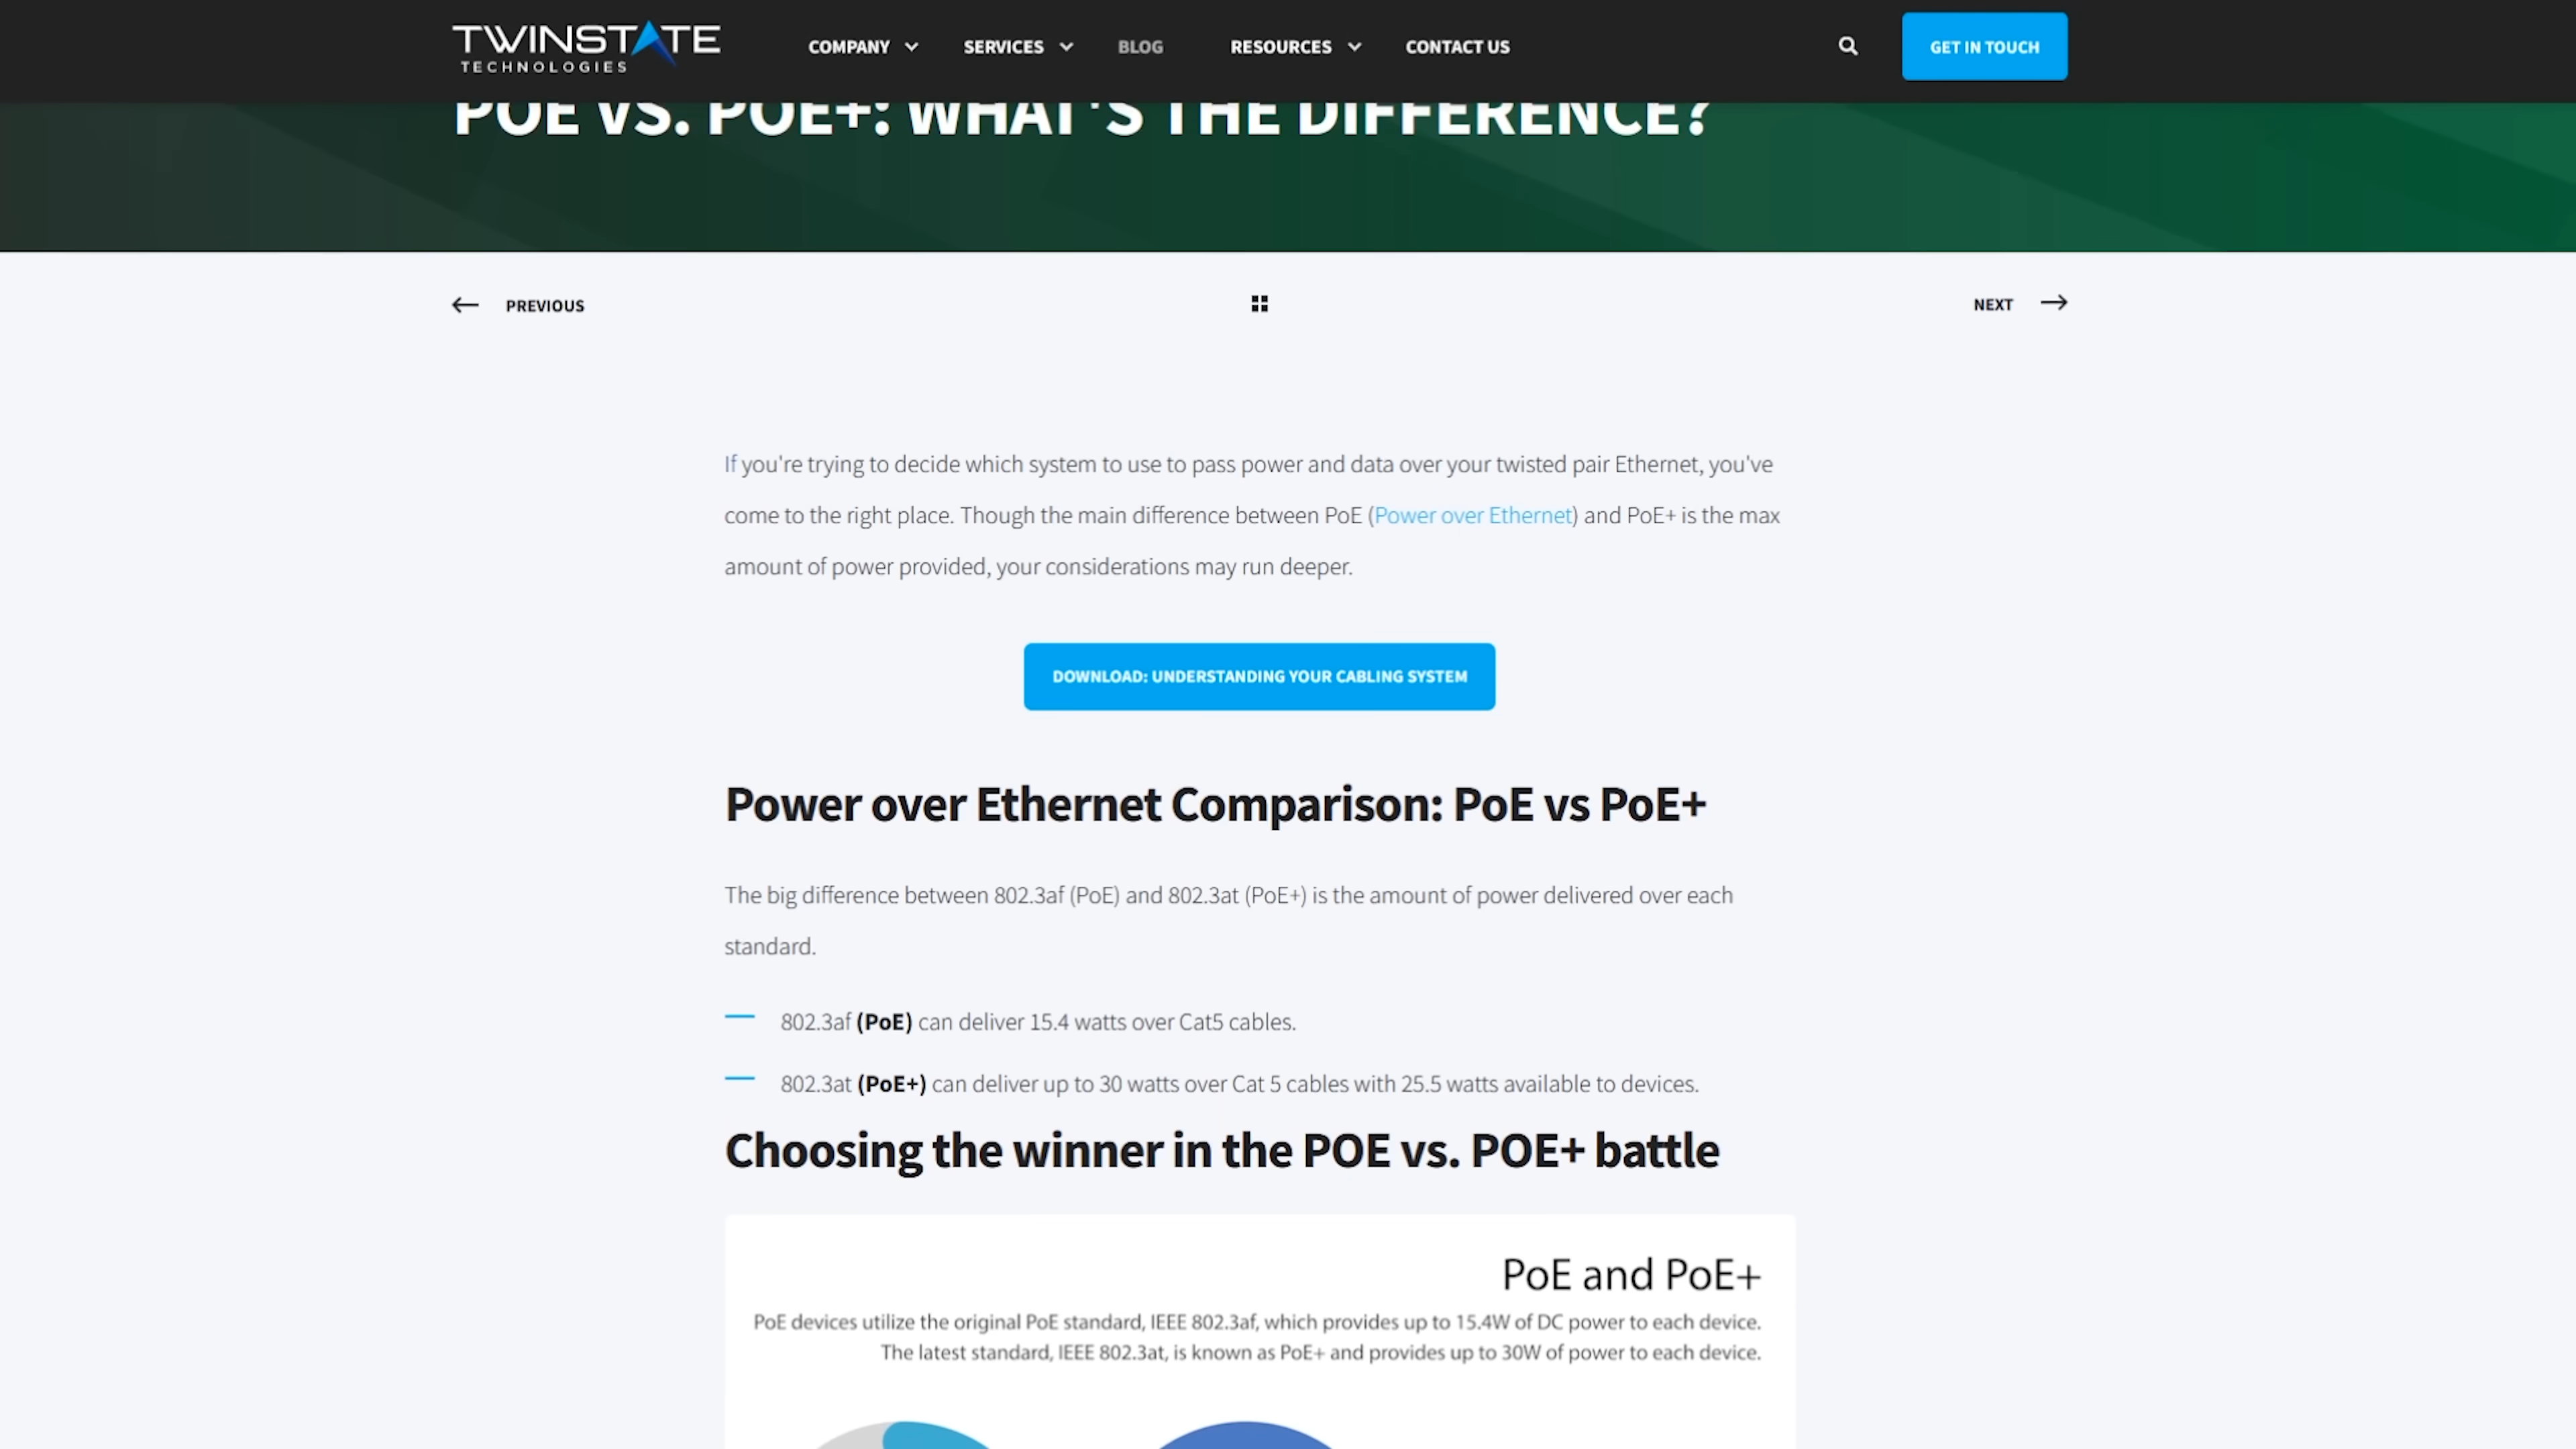 TWINSTATE
TECHNOLOGIES
COMPANY
SERVICES
BLOG
RESOURCES
CONTACT US
GET IN TOUCH
POE VS. POE+: WHAT'S THE DIFFERENCE?
PREVIOUS
NEXT
If you're trying to decide which system to use to pass power and data over your twisted pair Ethernet, you've
come to the right place. Though the main difference between PoE (Power over Ethernet) and PoE+ is the max
amount of power provided, your considerations may run deeper.
DOWNLOAD: UNDERSTANDING YOUR CABLING SYSTEM
Power over Ethernet Comparison: PoE vs PoE+
The big difference between 802.3af (PoE) and 802.3at (PoE+) is the amount of power delivered over each
standard.
802.3af (PoE) can deliver 15.4 watts over Cat5 cables.
802.3at (PoE+) can deliver up to 30 watts over Cat 5 cables with 25.5 watts available to devices.
Choosing the winner in the POE vs. POE+ battle
PoE and PoE+
PoE devices utilize the original PoE standard, IEEE 802.3af, which provides up to 15.4W of DC power to each device.
The latest standard, IEEE 802.3at, is known as PoE+ and provides up to 30W of power to each device.